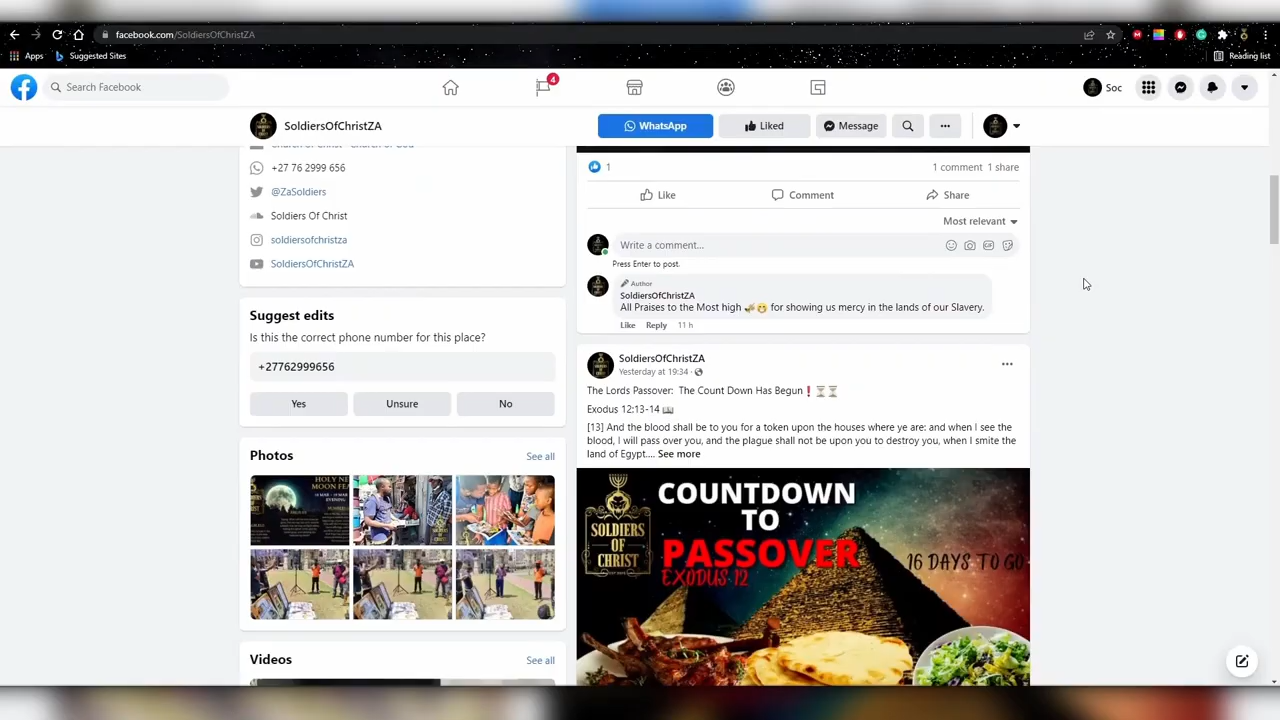 facebook.com/SoldiersOfChristZA
Apps
Suggested Sites
Reading list
Search Facebook
4
Soc
SoldiersOfChristZA
WhatsApp
Liked
Message
+27 76 2999 656
@ZaSoldiers
Soldiers Of Christ
soldiersofchristza
SoldiersOfChristZA
Suggest edits
Is this the correct phone number for this place?
+27762999656
Yes
Unsure
No
Photos
See all
HOLY NE
MOON FEA
Videos
See all
1
1 comment 1 share
Like
Comment
Share
Most relevant
Write a comment...
GIF
Press Enter to post.
Author
SoldiersOfChristZA
All Praises to the Most high for showing us mercy in the lands of our Slavery.
Like Reply 11 h
SoldiersOfChristZA
Yesterday at 19:34
The Lords Passover: The Count Down Has Begun❗⏳⏳
Exodus 12:13-14 📖
[13] And the blood shall be to you for a token upon the houses where ye are: and when I see the
blood, I will pass over you, and the plague shall not be upon you to destroy you, when I smite the
land of Egypt.... See more
SOLDIERS
OF
CHRIST
COUNTDOWN
TO
PASSOVER
EXODUS 12
16 DAYS TO GO